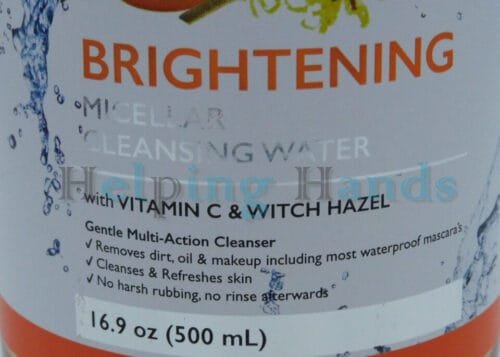 BRIGHTENING
MICELLAR
CLEANSING WATER
Helping Hands
with VITAMIN C & WITCH HAZEL
Gentle Multi-Action Cleanser
✓ Removes dirt, oil & makeup including most waterproof mascara's
✓ Cleanses & Refreshes skin
✓ No harsh rubbing, no rinse afterwards
16.9 oz (500 mL)